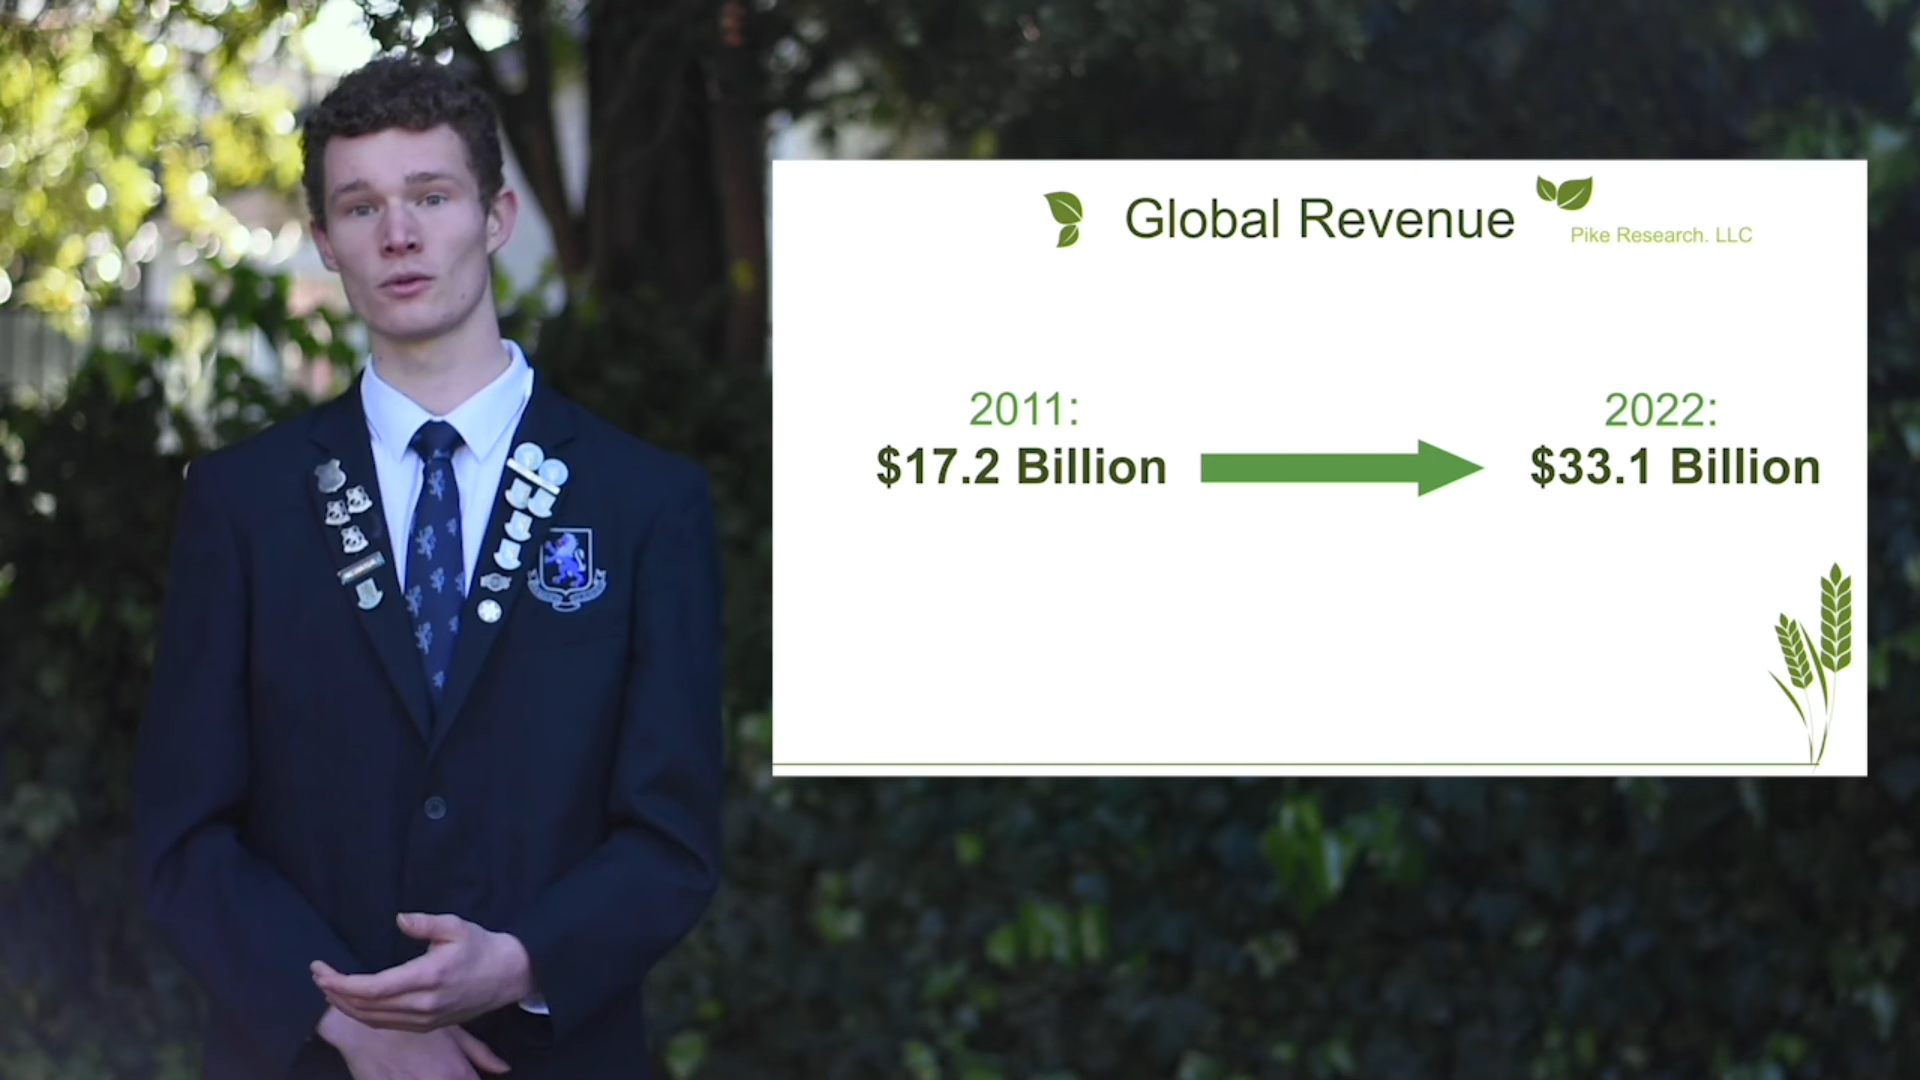 Global Revenue
Pike Research. LLC
2011:
$17.2 Billion
2022:
$33.1 Billion